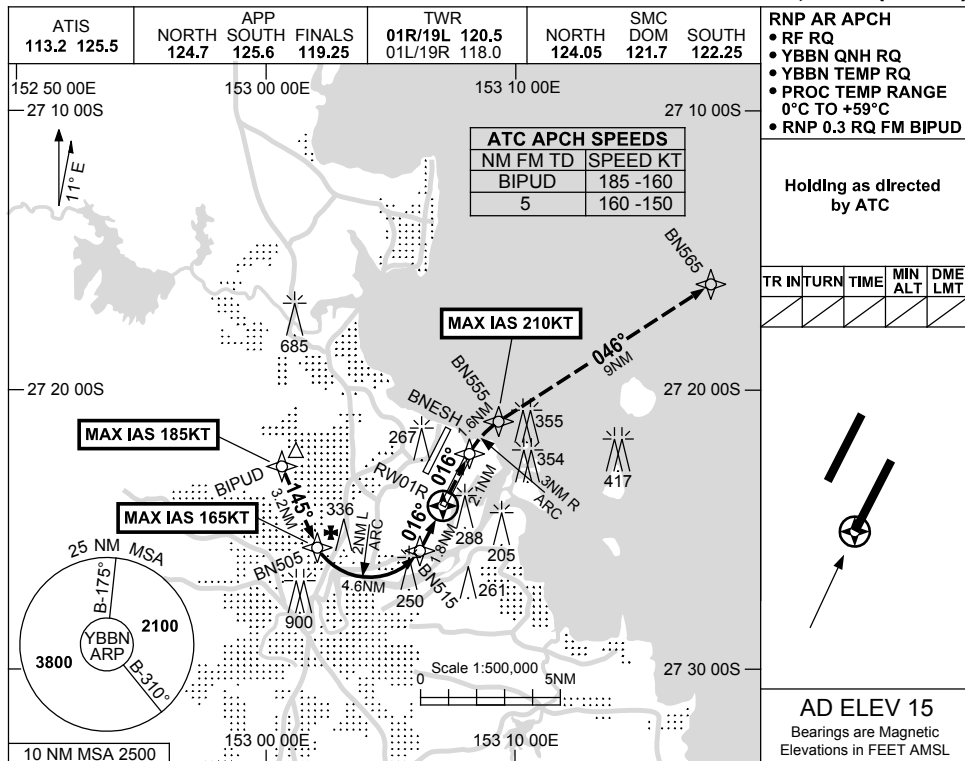 ATIS
113.2 125.5
APP
NORTH SOUTH FINALS
124.7 125.6 119.25
TWR
01R/19L 120.5
01L/19R 118.0
SMC
NORTH DOM SOUTH
124.05 121.7 122.25
RNP AR APCH
• RF RQ
• YBBN QNH RQ
• YBBN TEMP RQ
• PROC TEMP RANGE
0°C TO +59°C
• RNP 0.3 RQ FM BIPUD
Holding as directed
by ATC
TR IN TURN TIME MIN ALT DME LMT
152 50 00E
153 00 00E
153 10 00E
27 10 00S
27 10 00S
11° E
ATC APCH SPEEDS
NM FM TD SPEED KT
BIPUD 185 -160
5 160 -150
BN565
685
MAX IAS 210KT
046°
9NM
27 20 00S
27 20 00S
BN555
BNESH
1.6NM
355
267
354
417
MAX IAS 185KT
RW01R
016°
2.1NM
3NM R
ARC
BIPUD
145°
3.2NM
MAX IAS 165KT
336
2NM L
ARC
016°
1.8NM
288
205
BN505
4.6NM
BN515
250
261
900
25 NM MSA
B-175°
2100
YBBN
ARP
3800
B-310°
27 30 00S
Scale 1:500,000
0 5NM
10 NM MSA 2500
153 00 00E
153 10 00E
AD ELEV 15
Bearings are Magnetic
Elevations in FEET AMSL